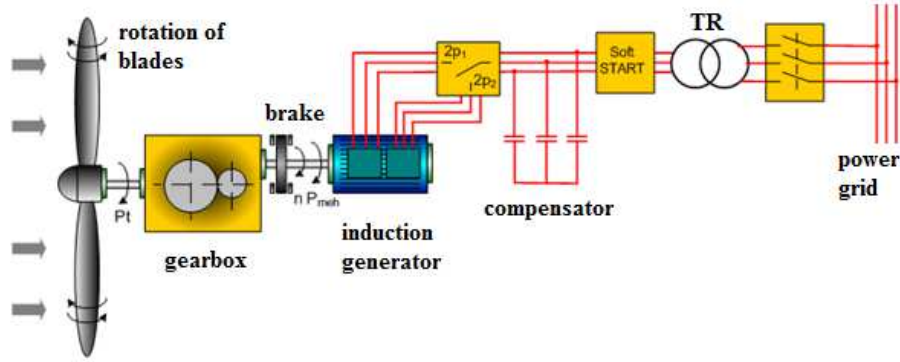 rotation of
blades
2p1
2p2
Soft
START
TR
brake
power
grid
Pt
n Pmeh
compensator
gearbox
induction
generator